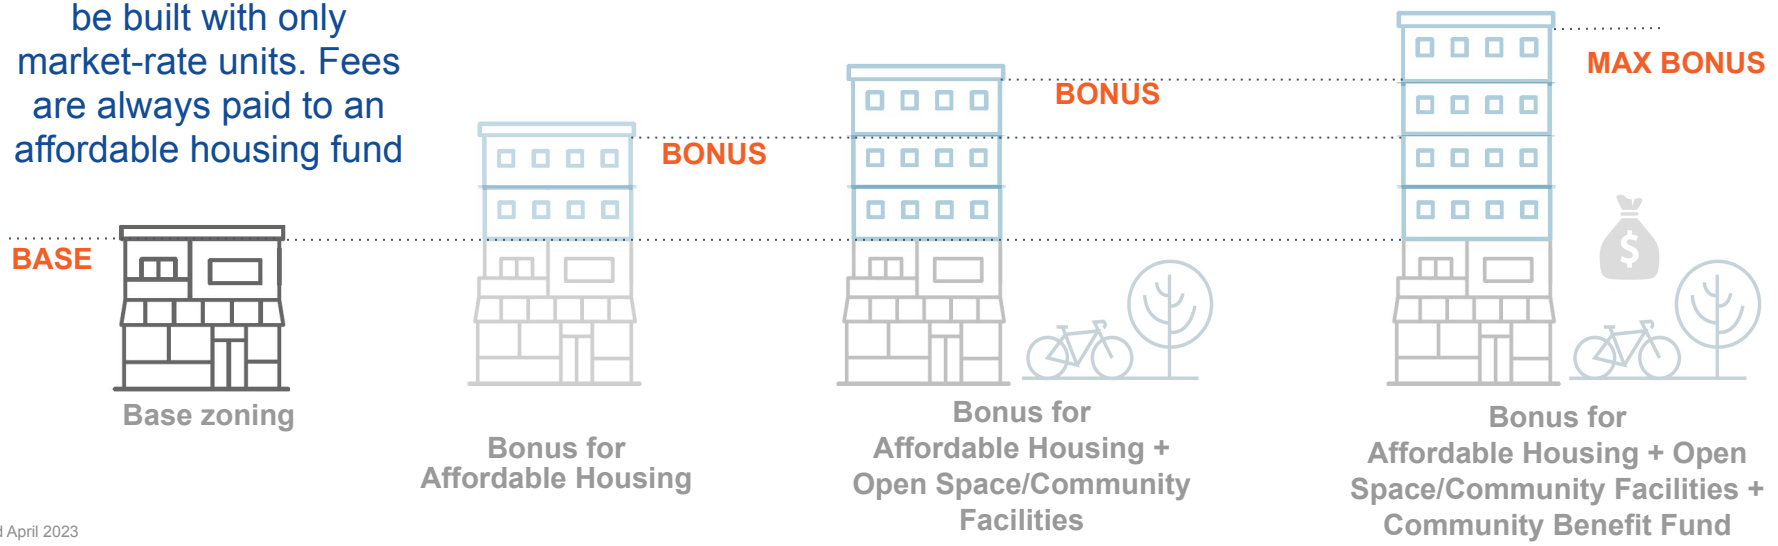 be built with only
market-rate units. Fees
are always paid to an
affordable housing fund
MAX BONUS
BONUS
BONUS
BASE
$
Base zoning
Bonus for
Affordable Housing
Bonus for
Affordable Housing +
Open Space/Community
Facilities
Bonus for
Affordable Housing + Open
Space/Community Facilities +
Community Benefit Fund
April 2023